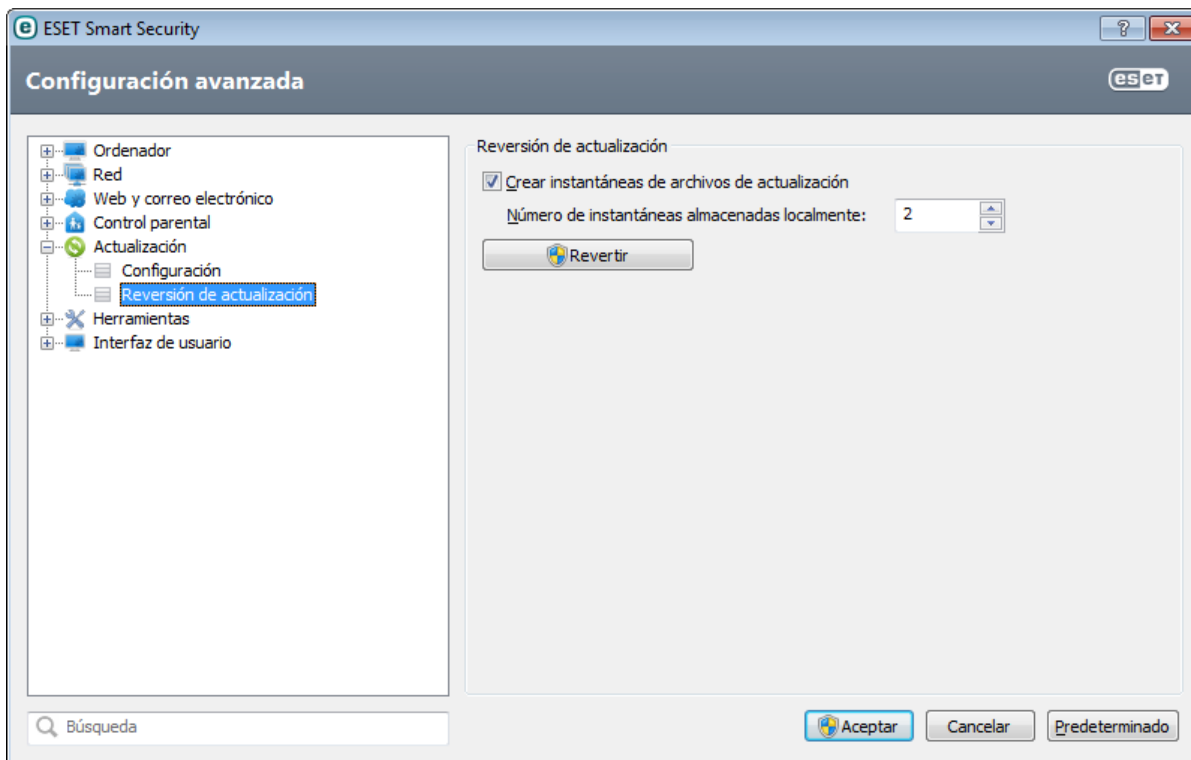 ESET Smart Security
Configuración avanzada
eseT
Ordenador
Red
Web y correo electrónico
Control parental
Actualización
Configuración
Reversión de actualización
Herramientas
Interfaz de usuario
Búsqueda
Reversión de actualización
Crear instantáneas de archivos de actualización
Número de instantáneas almacenadas localmente: 2
Revertir
Aceptar Cancelar Predeterminado